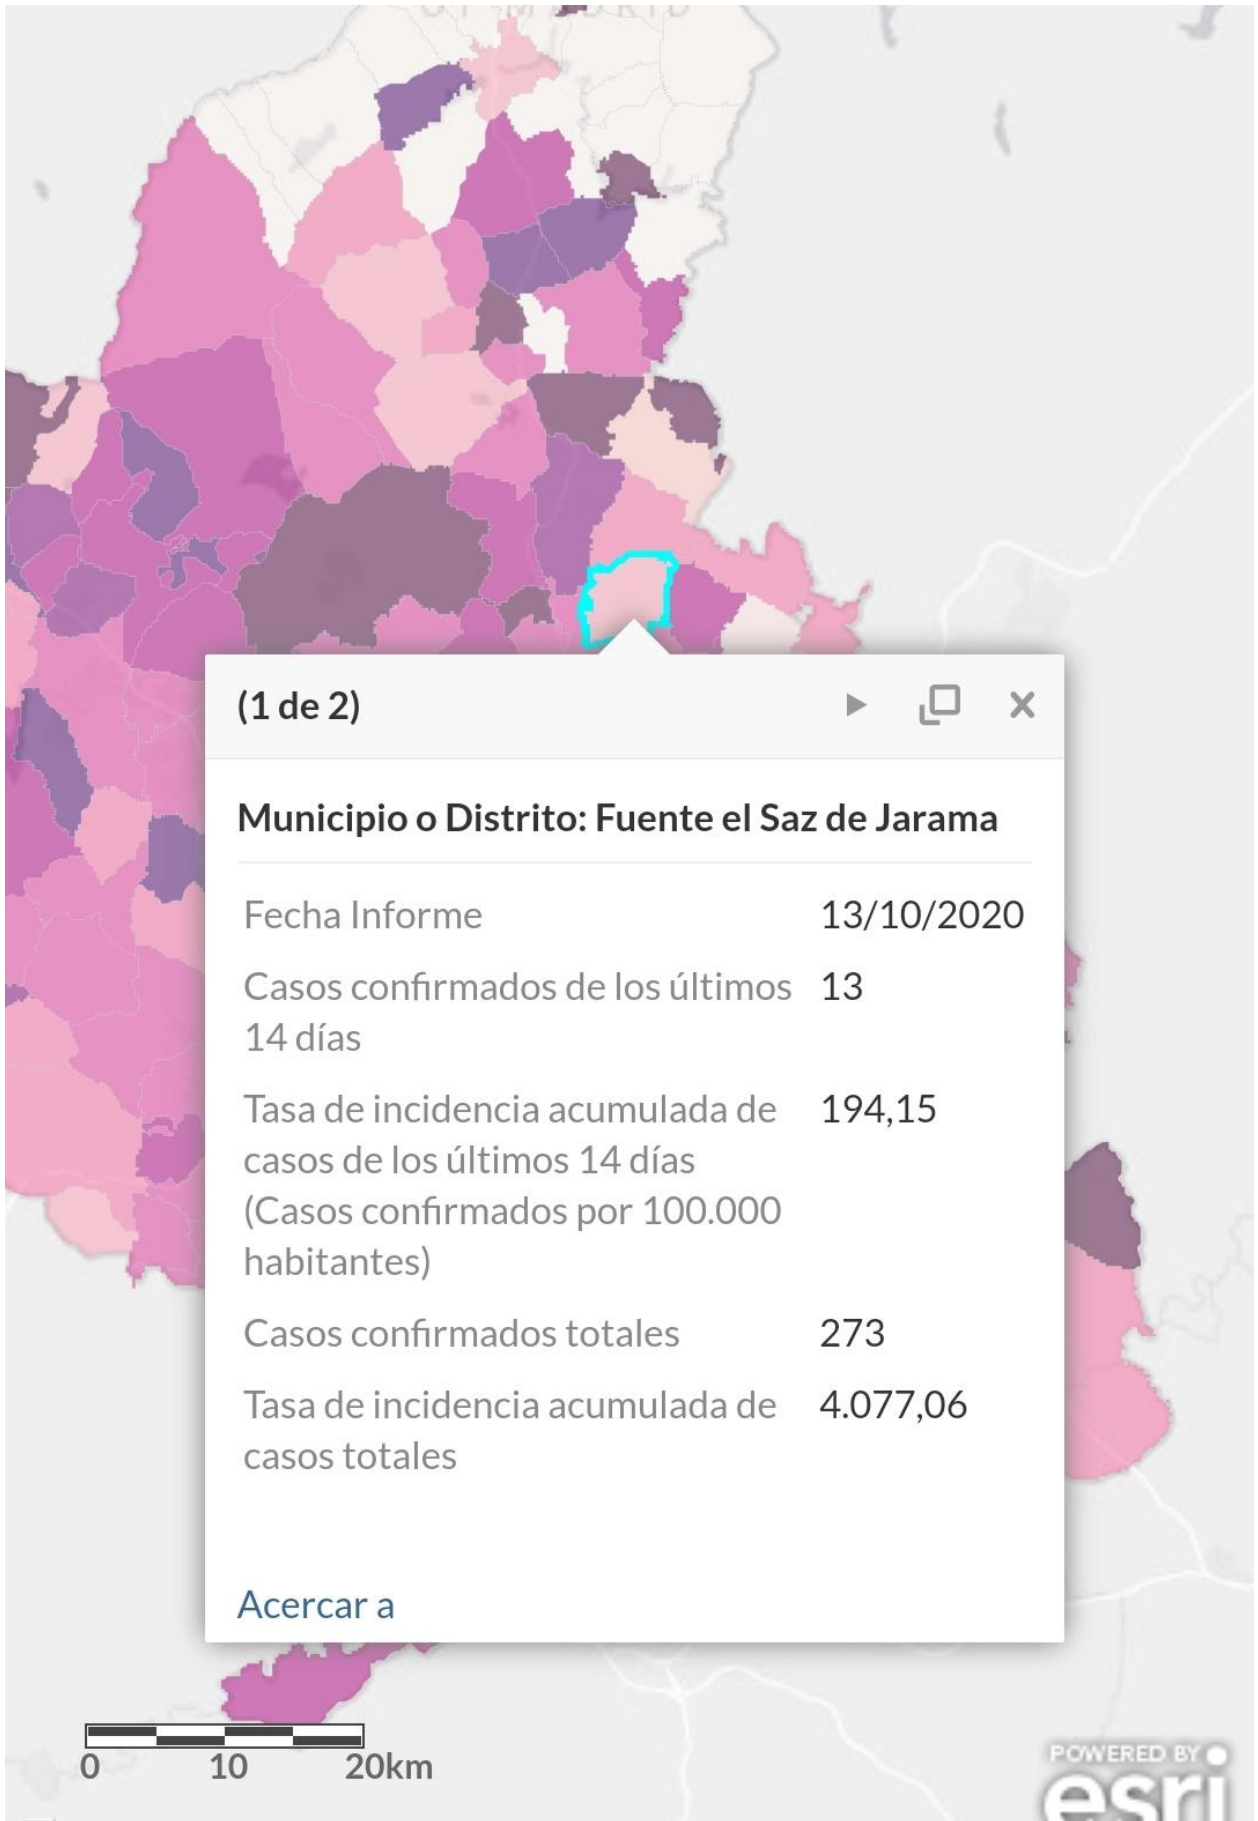 MADRID
(1 de 2)
Municipio o Distrito: Fuente el Saz de Jarama
Fecha Informe 13/10/2020
Casos confirmados de los últimos 13
14 días
Tasa de incidencia acumulada de 194,15
casos de los últimos 14 días
(Casos confirmados por 100.000
habitantes)
Casos confirmados totales 273
Tasa de incidencia acumulada de 4.077,06
casos totales
Acercar a
0 10 20km
POWERED BY
esri